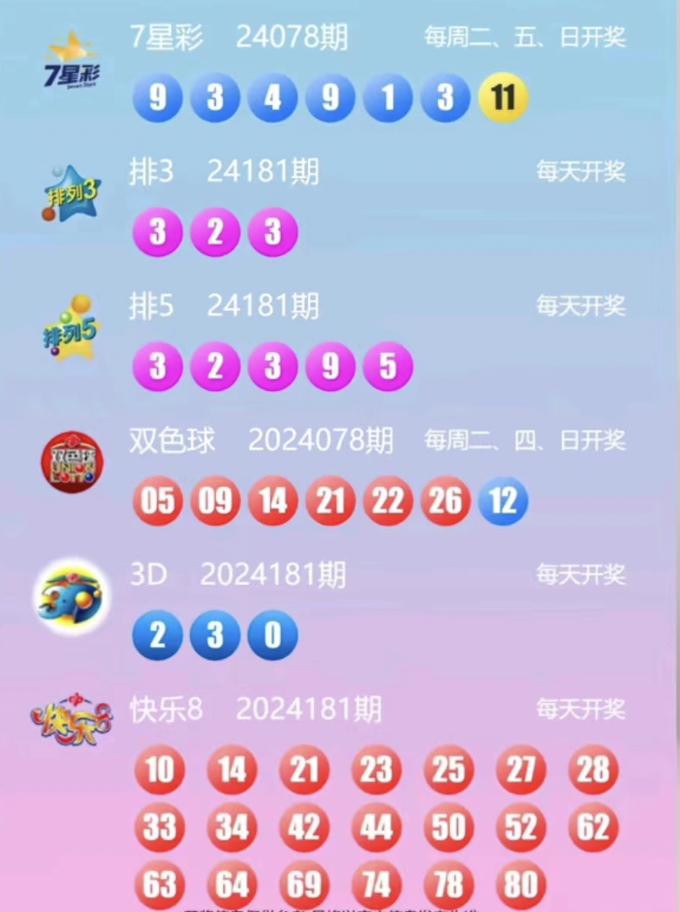 7星彩 24078期 每周二、五、日开奖
7星彩
9 3 4 9 1 3 11
排3 24181期 每天开奖
排列3
3 2 3
排5 24181期 每天开奖
排列5
3 2 3 9 5
双色球 2024078期 每周二、四、日开奖
双色球
UNION
LOTTO
05 09 14 21 22 26 12
3D 2024181期 每天开奖
2 3 0
快乐8 2024181期 每天开奖
快乐8
10 14 21 23 25 27 28
33 34 42 44 50 52 62
63 64 69 74 78 80